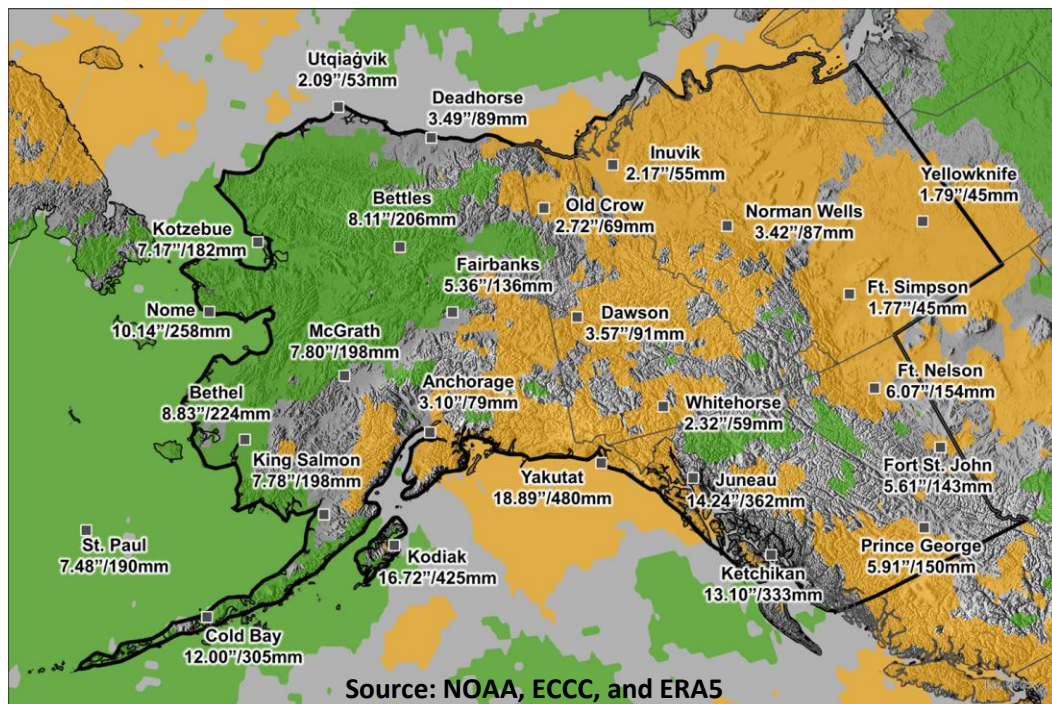 Utqiaġvik
2.09”/53mm
Deadhorse
3.49”/89mm
Inuvik
2.17”/55mm
Yellowknife
1.79”/45mm
Bettles
8.11”/206mm
Old Crow
2.72”/69mm
Norman Wells
3.42”/87mm
Kotzebue
7.17”/182mm
Fairbanks
5.36”/136mm
Ft. Simpson
1.77”/45mm
Nome
10.14”/258mm
McGrath
7.80”/198mm
Dawson
3.57”/91mm
Ft. Nelson
6.07”/154mm
Bethel
8.83”/224mm
Anchorage
3.10”/79mm
Whitehorse
2.32”/59mm
King Salmon
7.78”/198mm
Yakutat
18.89”/480mm
Juneau
14.24”/362mm
Fort St. John
5.61”/143mm
St. Paul
7.48”/190mm
Kodiak
16.72”/425mm
Ketchikan
13.10”/333mm
Prince George
5.91”/150mm
Cold Bay
12.00”/305mm
Source: NOAA, ECCC, and ERA5